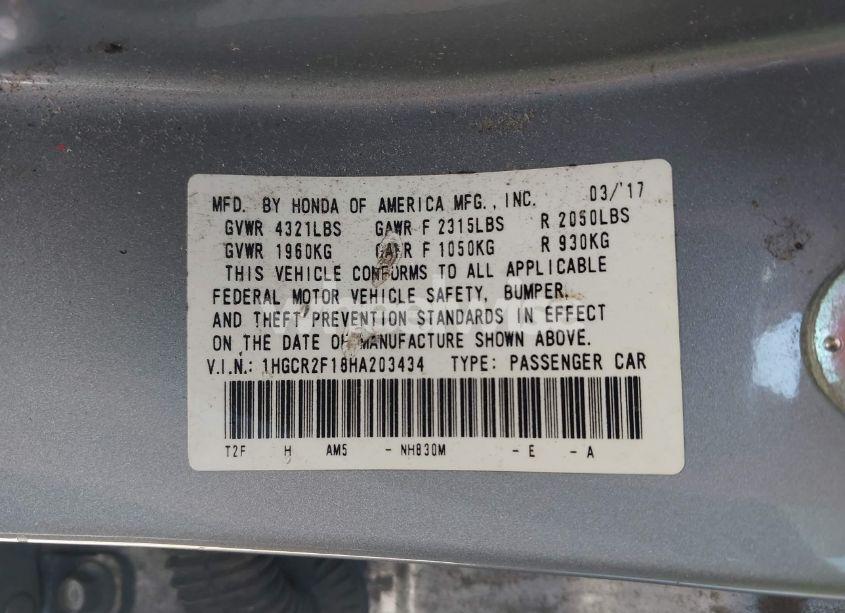 MFD. BY HONDA OF AMERICA MFG., INC. 03/'17
GVWR 4321LBS GAWR F 2315LBS R 2050LBS
GVWR 1960KG GAWR F 1050KG R 930KG
THIS VEHICLE CONFORMS TO ALL APPLICABLE
FEDERAL MOTOR VEHICLE SAFETY, BUMPER,
AND THEFT PREVENTION STANDARDS IN EFFECT
ON THE DATE OF MANUFACTURE SHOWN ABOVE.
V.I.N.: 1HGCR2F18HA203434 TYPE: PASSENGER CAR
T2F H AM5 - NH830M - E - A